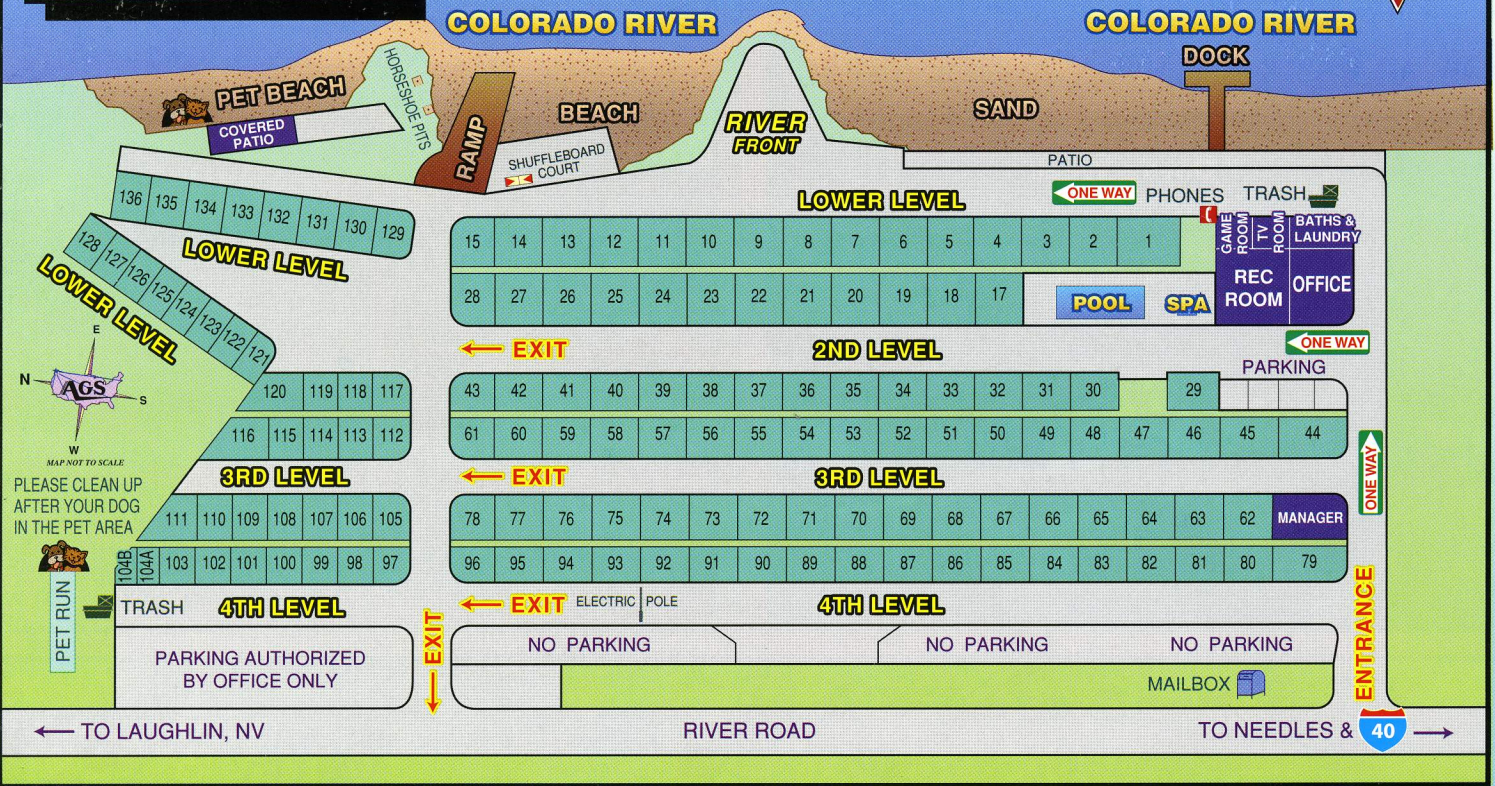 COLORADO RIVER
COLORADO RIVER
DOCK
HORSESHOE PITS
PET BEACH
COVERED
PATIO
RAMP
BEACH
SHUFFLEBOARD
COURT
RIVER
FRONT
SAND
PATIO
LOWER LEVEL
ONE WAY
PHONES
TRASH
136 135 134 133 132 131 130 129
LOWER LEVEL
15 14 13 12 11 10 9 8 7 6 5 4 3 2 1
GAME
ROOM
TV
ROOM
BATHS &
LAUNDRY
REC
ROOM
OFFICE
128 127 126 125 124 123 122 121
LOWER LEVEL
28 27 26 25 24 23 22 21 20 19 18 17
POOL
SPA
EXIT
2ND LEVEL
ONE WAY
PARKING
E
N
AGS
S
W
MAP NOT TO SCALE
120 119 118 117
43 42 41 40 39 38 37 36 35 34 33 32 31 30 29
116 115 114 113 112
61 60 59 58 57 56 55 54 53 52 51 50 49 48 47 46 45 44
3RD LEVEL
EXIT
3RD LEVEL
ONE WAY
PLEASE CLEAN UP
AFTER YOUR DOG
IN THE PET AREA
111 110 109 108 107 106 105
78 77 76 75 74 73 72 71 70 69 68 67 66 65 64 63 62 MANAGER
104B 104A 103 102 101 100 99 98 97
96 95 94 93 92 91 90 89 88 87 86 85 84 83 82 81 80 79
PET RUN
TRASH
4TH LEVEL
EXIT
ELECTRIC POLE
4TH LEVEL
ENTRANCE
EXIT
PARKING AUTHORIZED
BY OFFICE ONLY
NO PARKING
NO PARKING
NO PARKING
MAILBOX
TO LAUGHLIN, NV
RIVER ROAD
TO NEEDLES & 40